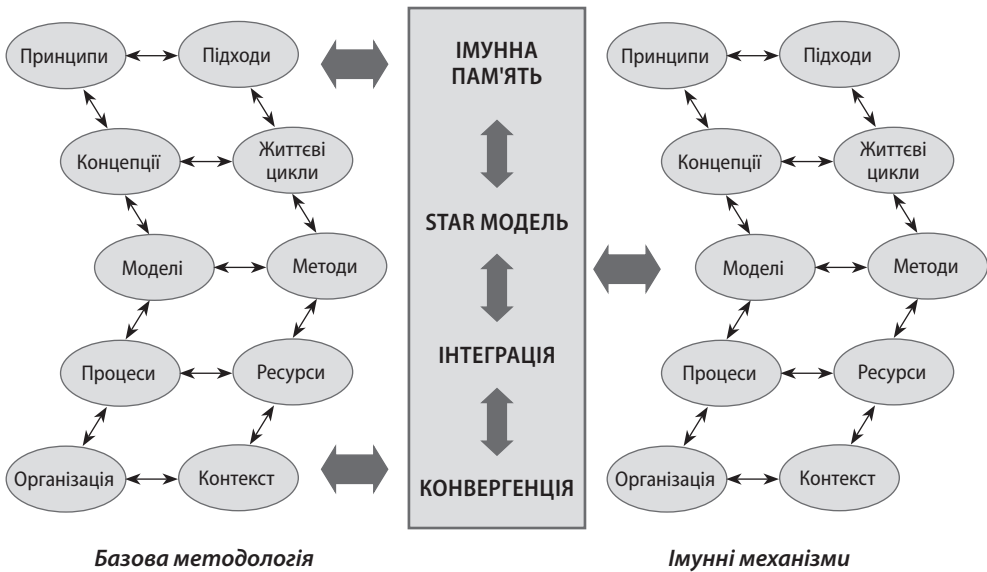 Принципи
Підходи
Концепції
Життєві
цикли
Моделі
Методи
Процеси
Ресурси
Організація
Контекст
Базова методологія
ІМУННА
ПАМ'ЯТЬ
STAR МОДЕЛЬ
ІНТЕГРАЦІЯ
КОНВЕРГЕНЦІЯ
Принципи
Підходи
Концепції
Життєві
цикли
Моделі
Методи
Процеси
Ресурси
Організація
Контекст
Імунні механізми